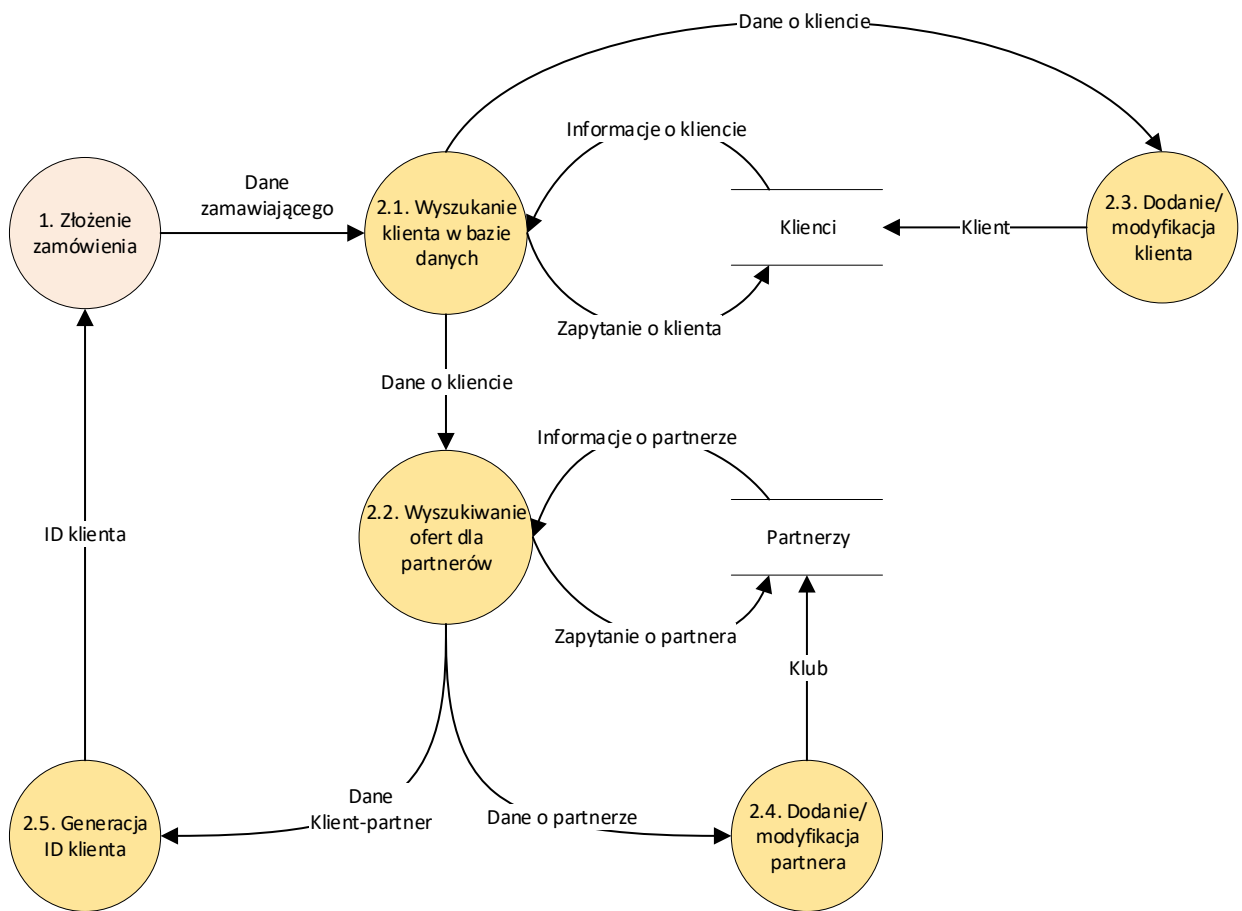 Dane o kliencie
Informacje o kliencie
1. Złożenie
zamówienia
Dane
zamawiającego
2.1. Wyszukanie
klienta w bazie
danych
Klienci
Klient
2.3. Dodanie/
modyfikacja
klienta
Zapytanie o klienta
Dane o kliencie
Informacje o partnerze
2.2. Wyszukiwanie
ofert dla
partnerów
Partnerzy
ID klienta
Zapytanie o partnera
Klub
Dane
Klient-partner
Dane o partnerze
2.5. Generacja
ID klienta
2.4. Dodanie/
modyfikacja
partnera